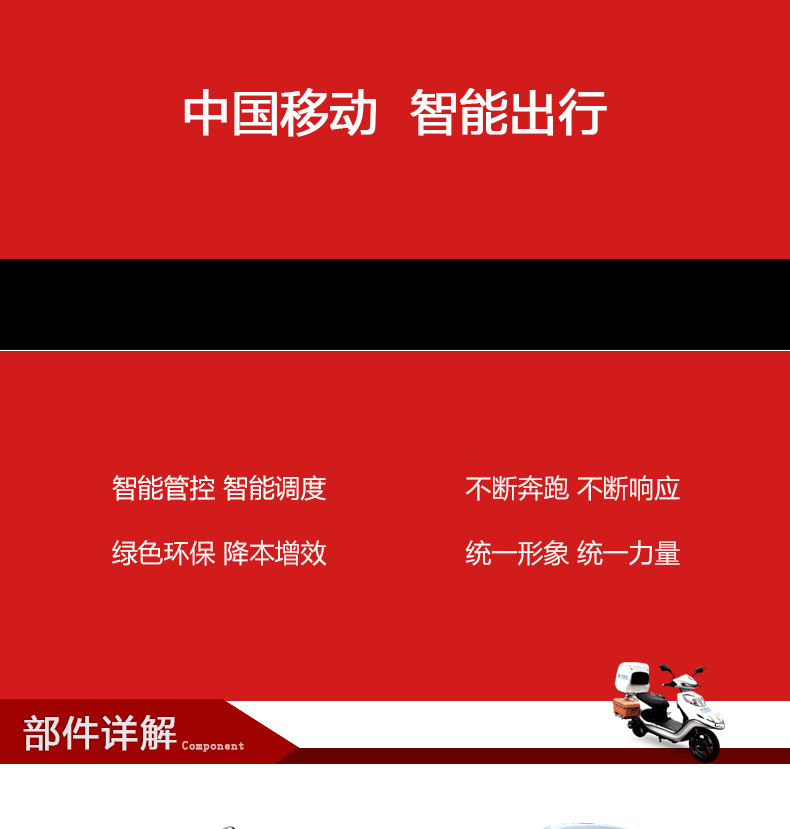 中国移动 智能出行
智能管控 智能调度
不断奔跑 不断响应
绿色环保 降本增效
统一形象 统一力量
部件详解 Component